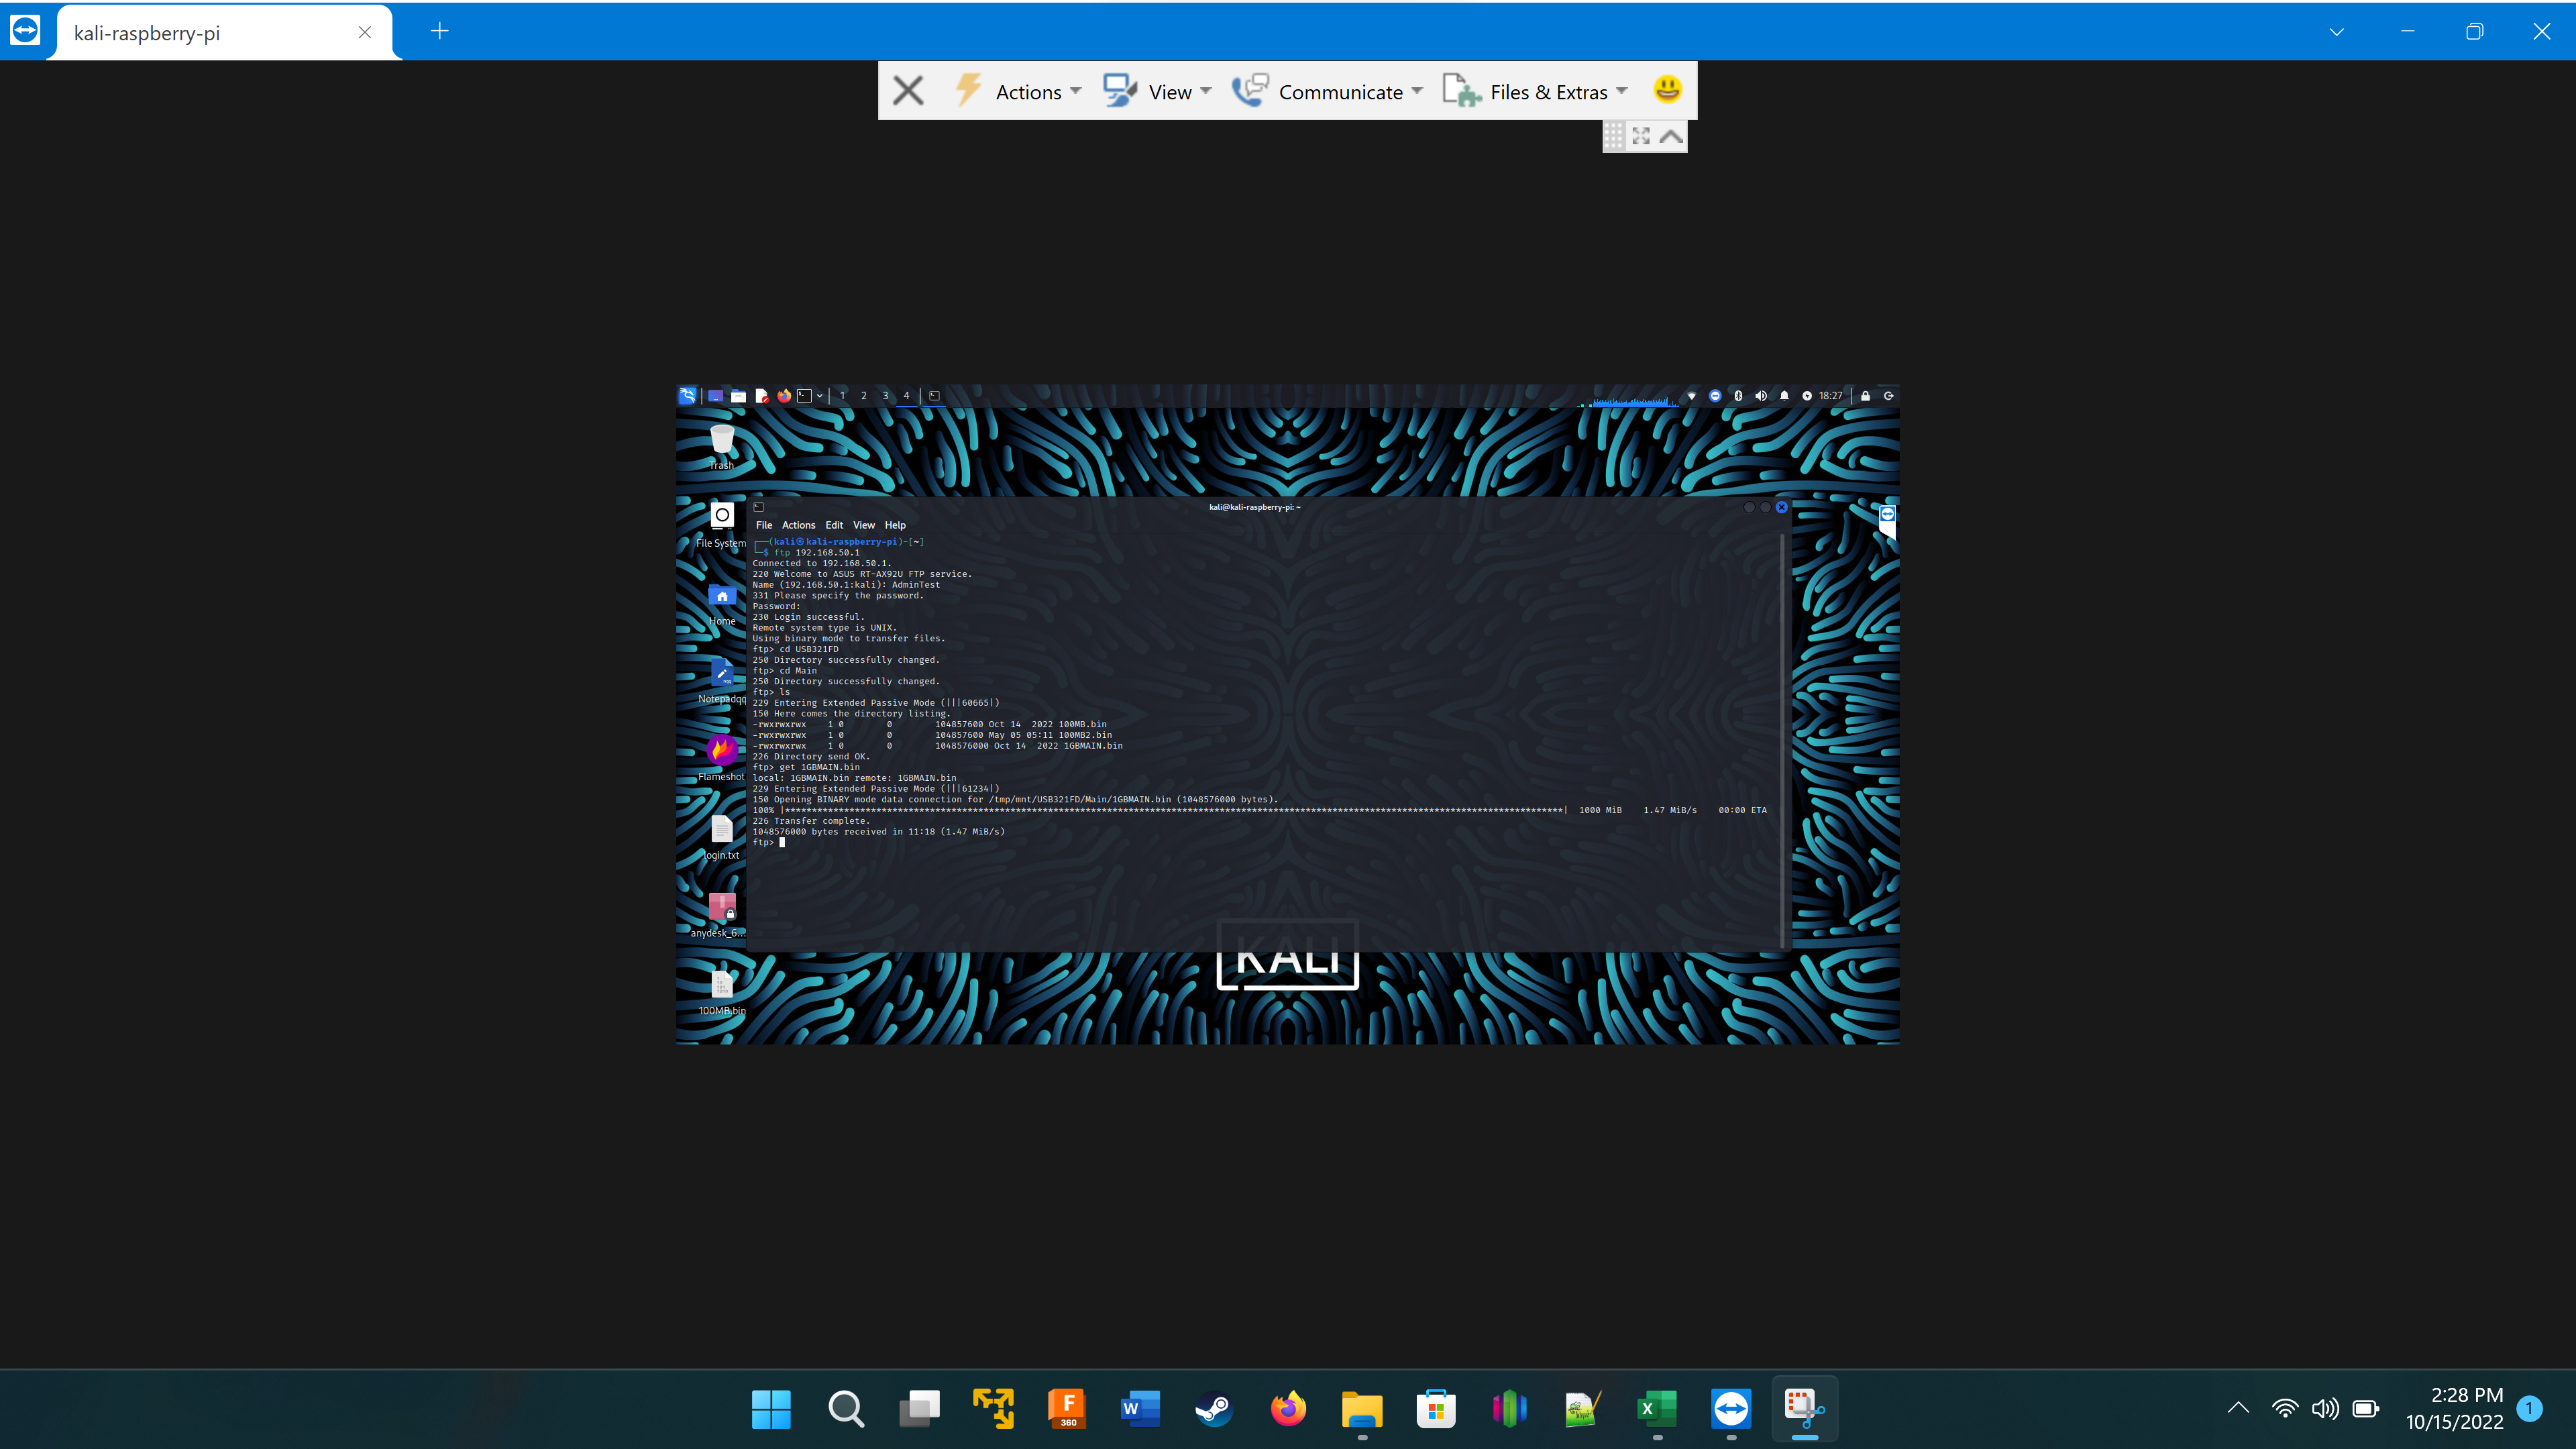 kali-raspberry-pi
Actions View Communicate Files & Extras
1 2 3 4 18:27
Trash
File System
Home
Notepadqq
Flameshot
login.txt
anydesk_6...
100MB.bin
kali@kali-raspberry-pi: ~
File Actions Edit View Help
┌──(kali㉿kali-raspberry-pi)-[~]
└─$ ftp 192.168.50.1
Connected to 192.168.50.1.
220 Welcome to ASUS RT-AX92U FTP service.
Name (192.168.50.1:kali): AdminTest
331 Please specify the password.
Password:
230 Login successful.
Remote system type is UNIX.
Using binary mode to transfer files.
ftp> cd USB321FD
250 Directory successfully changed.
ftp> cd Main
250 Directory successfully changed.
ftp> ls
229 Entering Extended Passive Mode (|||60665|)
150 Here comes the directory listing.
-rwxrwxrwx 1 0 0 104857600 Oct 14 2022 100MB.bin
-rwxrwxrwx 1 0 0 104857600 May 05 05:11 100MB2.bin
-rwxrwxrwx 1 0 0 1048576000 Oct 14 2022 1GBMAIN.bin
226 Directory send OK.
ftp> get 1GBMAIN.bin
local: 1GBMAIN.bin remote: 1GBMAIN.bin
229 Entering Extended Passive Mode (|||61234|)
150 Opening BINARY mode data connection for /tmp/mnt/USB321FD/Main/1GBMAIN.bin (1048576000 bytes).
100% |***********************************************************************************************************************************************| 1000 MiB 1.47 MiB/s 00:00 ETA
226 Transfer complete.
1048576000 bytes received in 11:18 (1.47 MiB/s)
ftp>
KALI
F
360
W
X
2:28 PM
10/15/2022
1